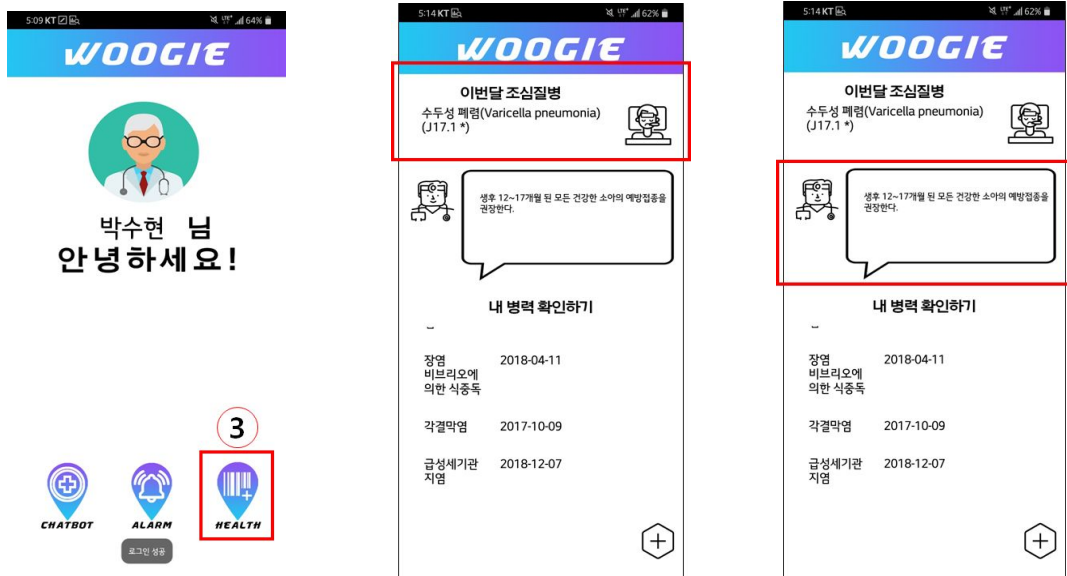 5:09 KT
LTE+ 64%
WOOGIE
박수현 님
안녕하세요!
3
CHATBOT
ALARM
HEALTH
로그인 성공
5:14 KT
LTE+ 62%
WOOGIE
이번달 조심질병
수두성 폐렴(Varicella pneumonia)
(J17.1 *)
생후 12~17개월 된 모든 건강한 소아의 예방접종을
권장한다.
내 병력 확인하기
장염 2018-04-11
비브리오에
의한 식중독
각결막염 2017-10-09
급성세기관 2018-12-07
지염
5:14 KT
LTE+ 62%
WOOGIE
이번달 조심질병
수두성 폐렴(Varicella pneumonia)
(J17.1 *)
생후 12~17개월 된 모든 건강한 소아의 예방접종을
권장한다.
내 병력 확인하기
장염 2018-04-11
비브리오에
의한 식중독
각결막염 2017-10-09
급성세기관 2018-12-07
지염